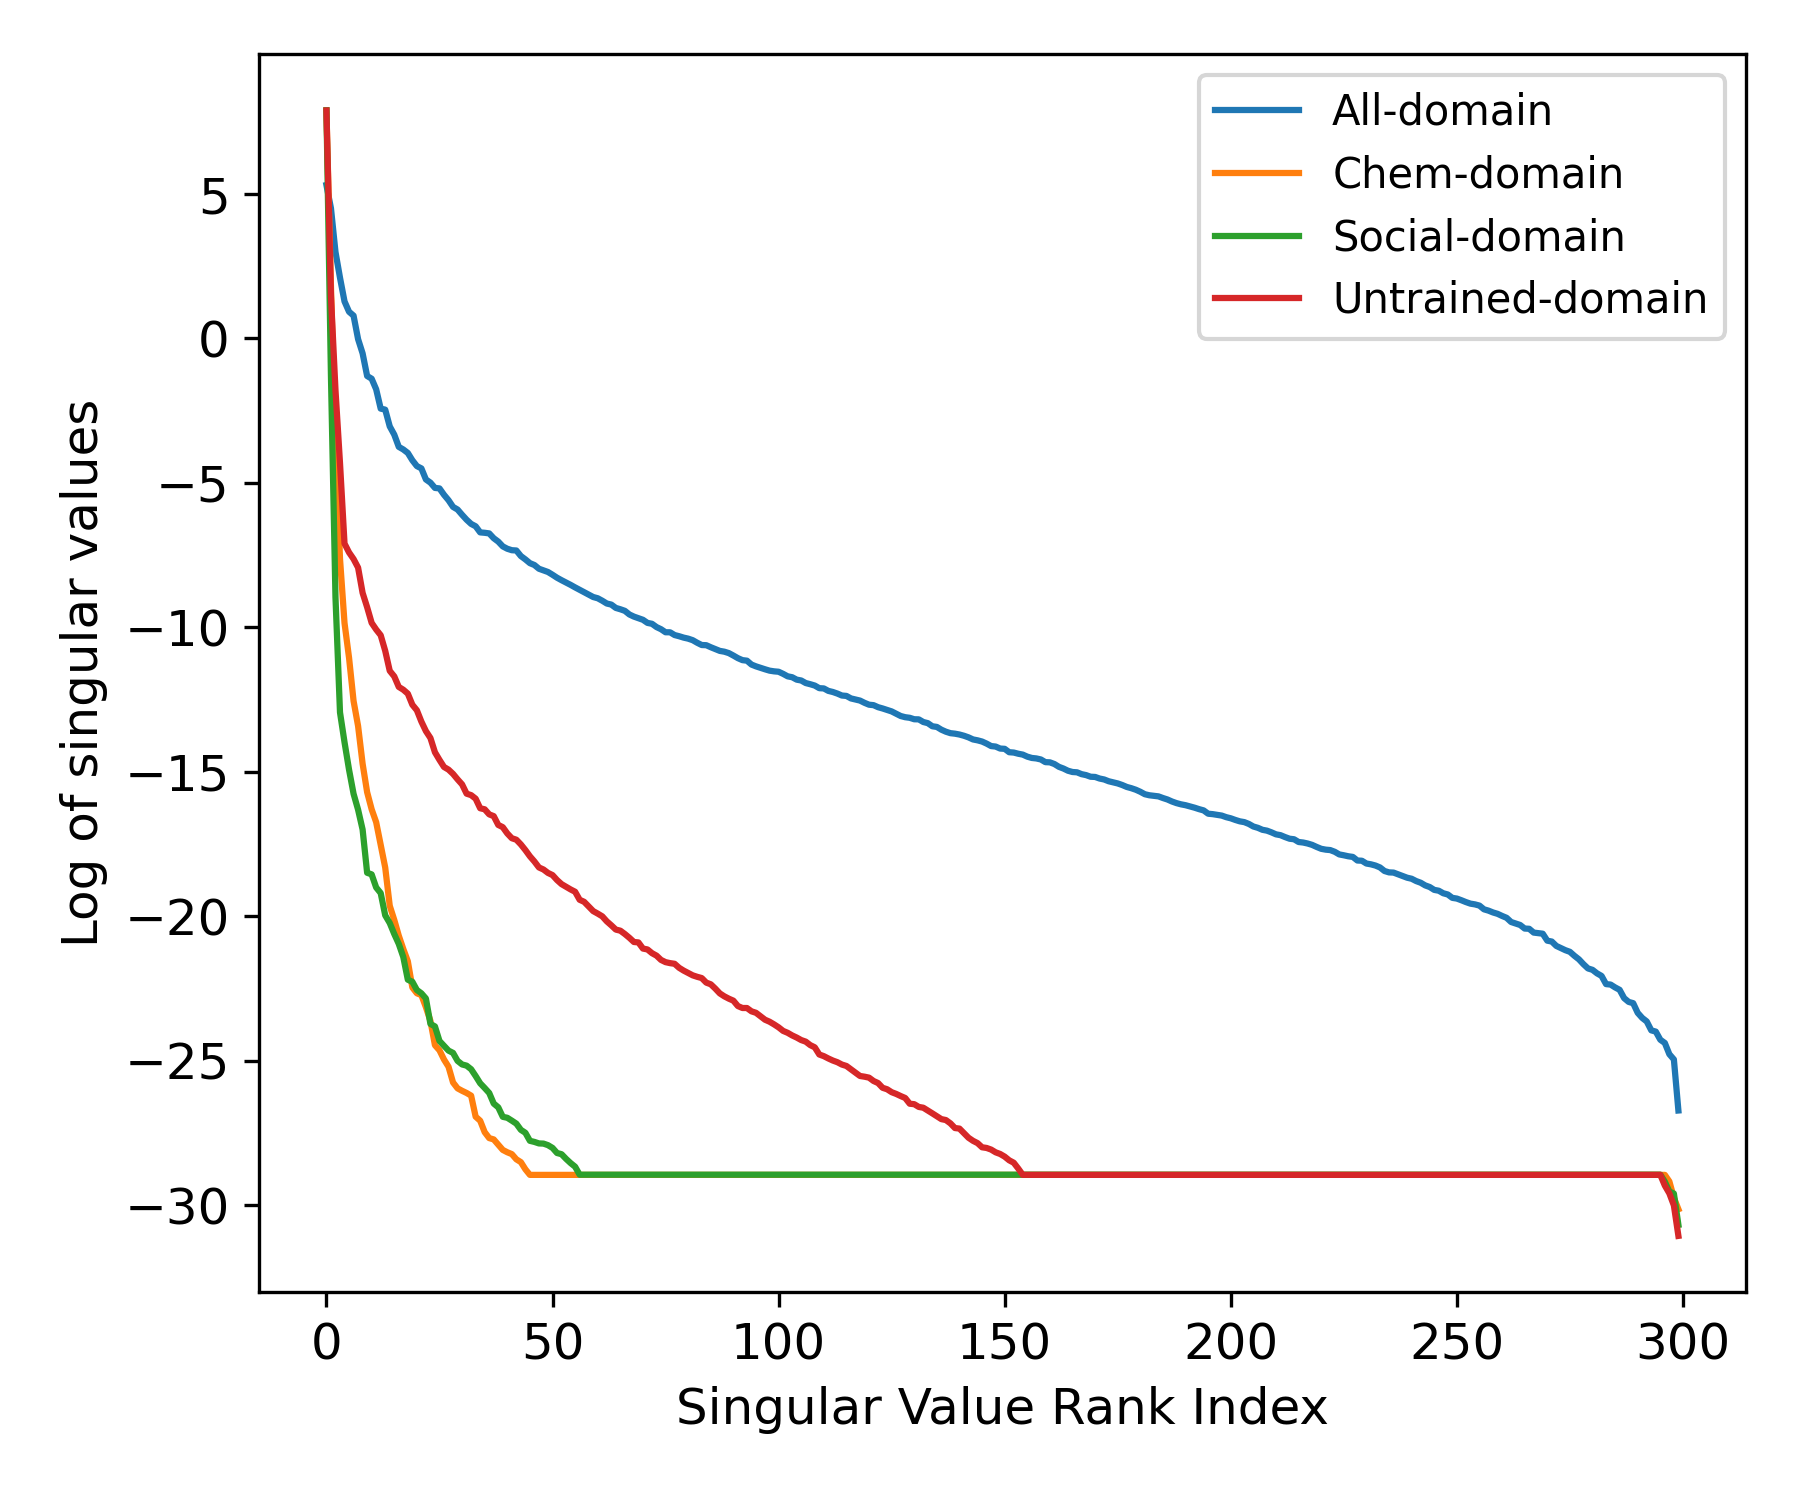 All-domain
Chem-domain
Social-domain
Untrained-domain
Log of singular values
5
0
−5
−10
−15
−20
−25
−30
0 50 100 150 200 250 300
Singular Value Rank Index